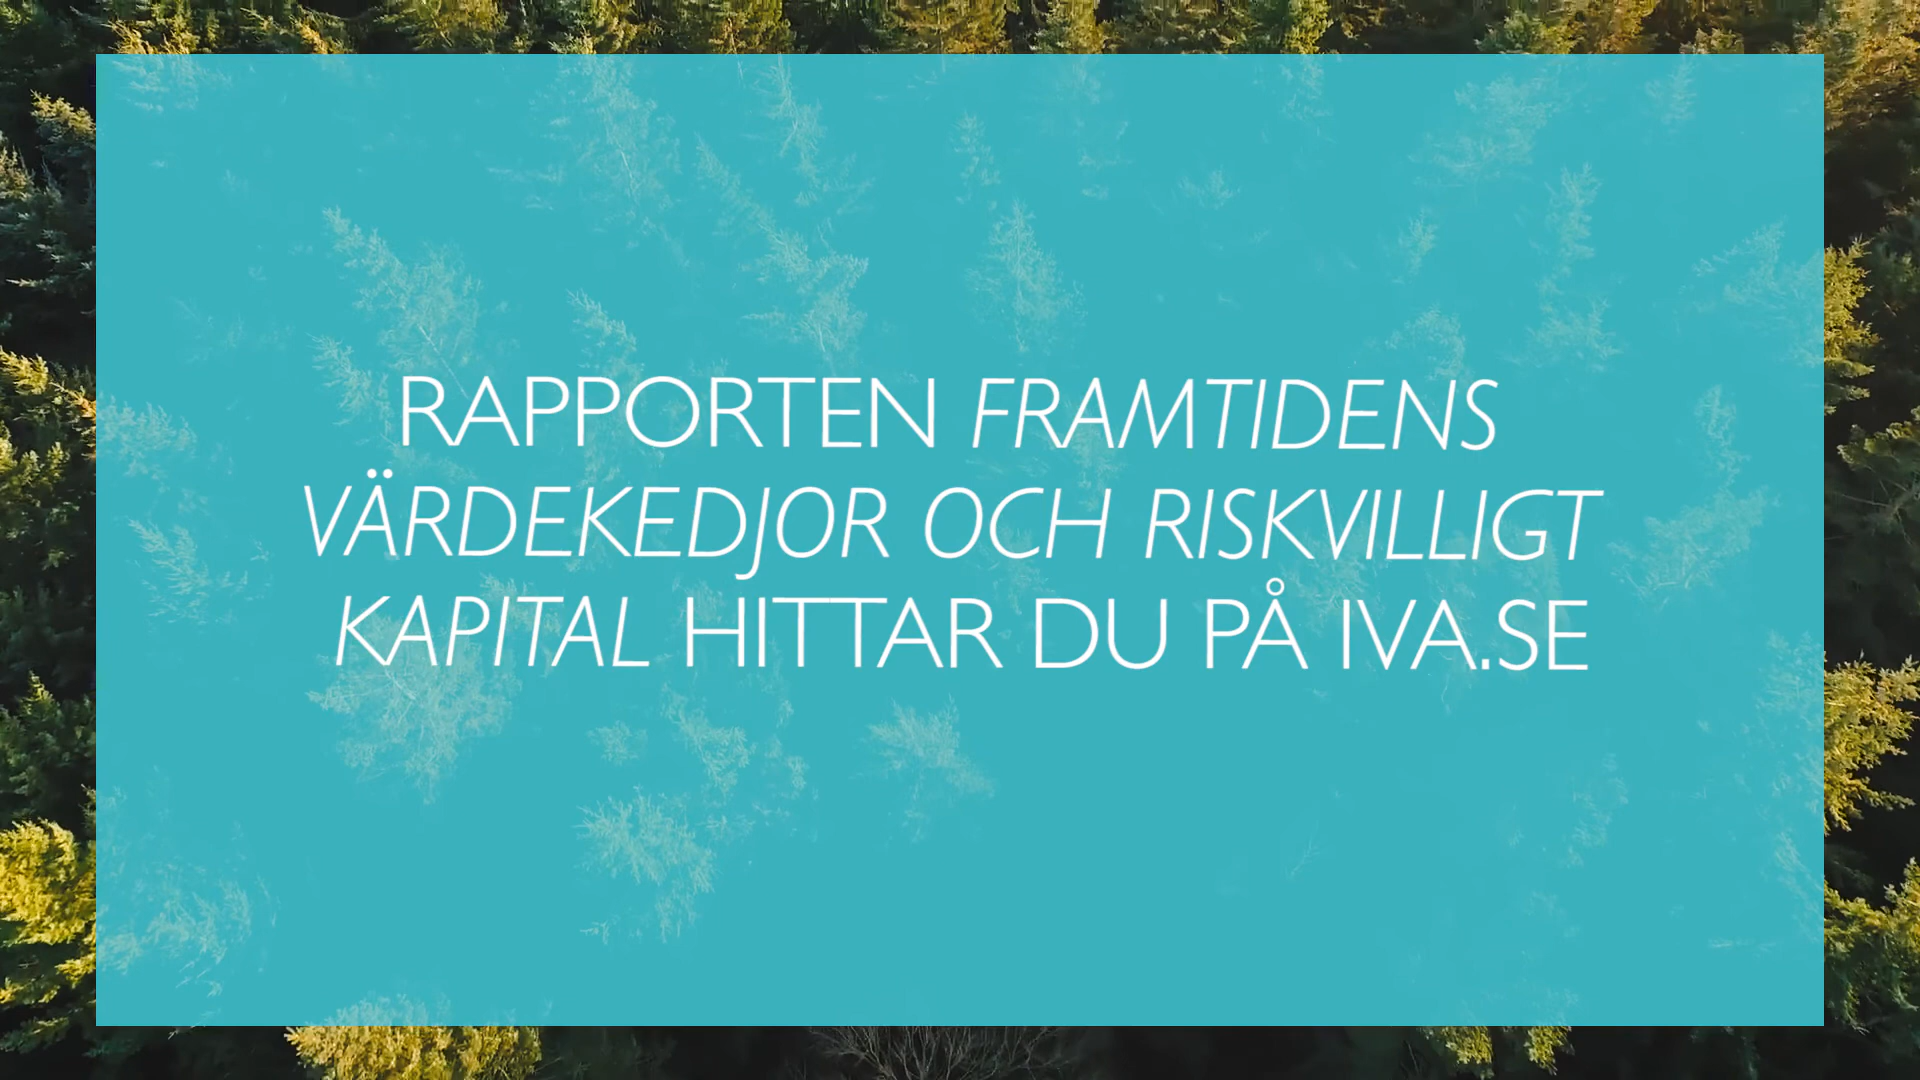 RAPPORTEN FRAMTIDENS
VÄRDEKEDJOR OCH RISKVILLIGT
KAPITAL HITTAR DU PÅ IVA.SE